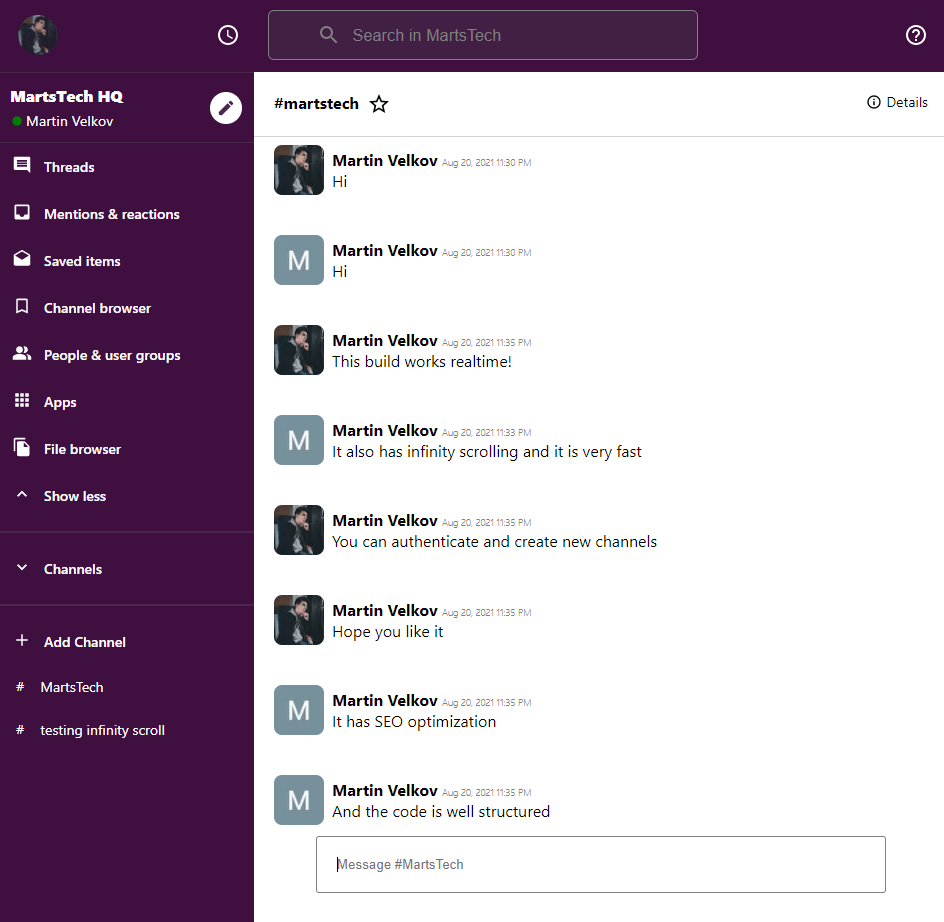 Search in MartsTech
MartsTech HQ
Martin Velkov
Threads
Mentions & reactions
Saved items
Channel browser
People & user groups
Apps
File browser
Show less
Channels
Add Channel
# MartsTech
# testing infinity scroll
#martstech
Details
Martin Velkov Aug 20, 2021 11:30 PM
Hi
M
Martin Velkov Aug 20, 2021 11:30 PM
Hi
Martin Velkov Aug 20, 2021 11:35 PM
This build works realtime!
M
Martin Velkov Aug 20, 2021 11:33 PM
It also has infinity scrolling and it is very fast
Martin Velkov Aug 20, 2021 11:35 PM
You can authenticate and create new channels
Martin Velkov Aug 20, 2021 11:35 PM
Hope you like it
M
Martin Velkov Aug 20, 2021 11:35 PM
It has SEO optimization
M
Martin Velkov Aug 20, 2021 11:35 PM
And the code is well structured
Message #MartsTech